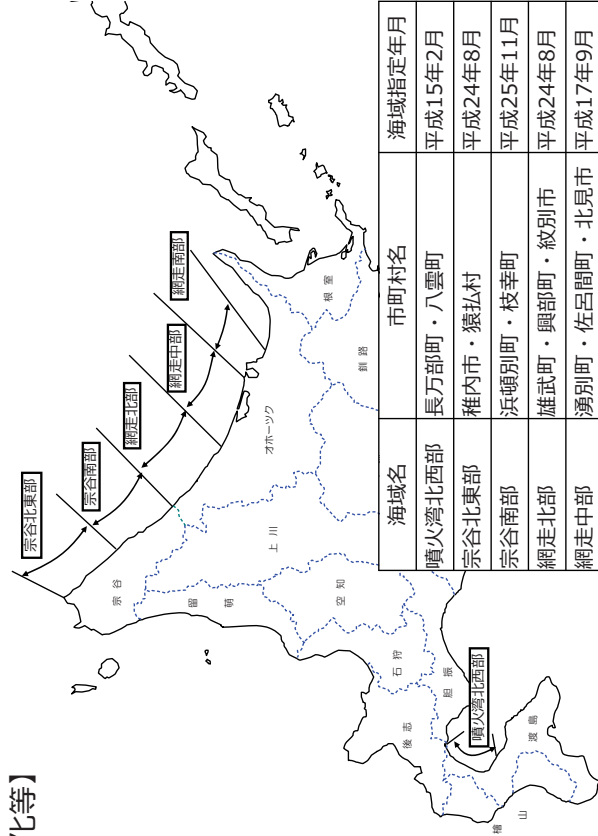 化等】
宗谷北東部
宗谷南部
網走北部
網走中部
網走南部
宗谷
留萌
上川
オホーツク
根室
釧路
空知
石狩
後志
胆振
噴火湾北西部
渡島
檜山
海域名 市町村名 海域指定年月
噴火湾北西部 長万部町・八雲町 平成15年2月
宗谷北東部 稚内市・猿払村 平成24年8月
宗谷南部 浜頓別町・枝幸町 平成25年11月
網走北部 雄武町・興部町・紋別市 平成24年8月
網走中部 湧別町・佐呂間町・北見市 平成17年9月